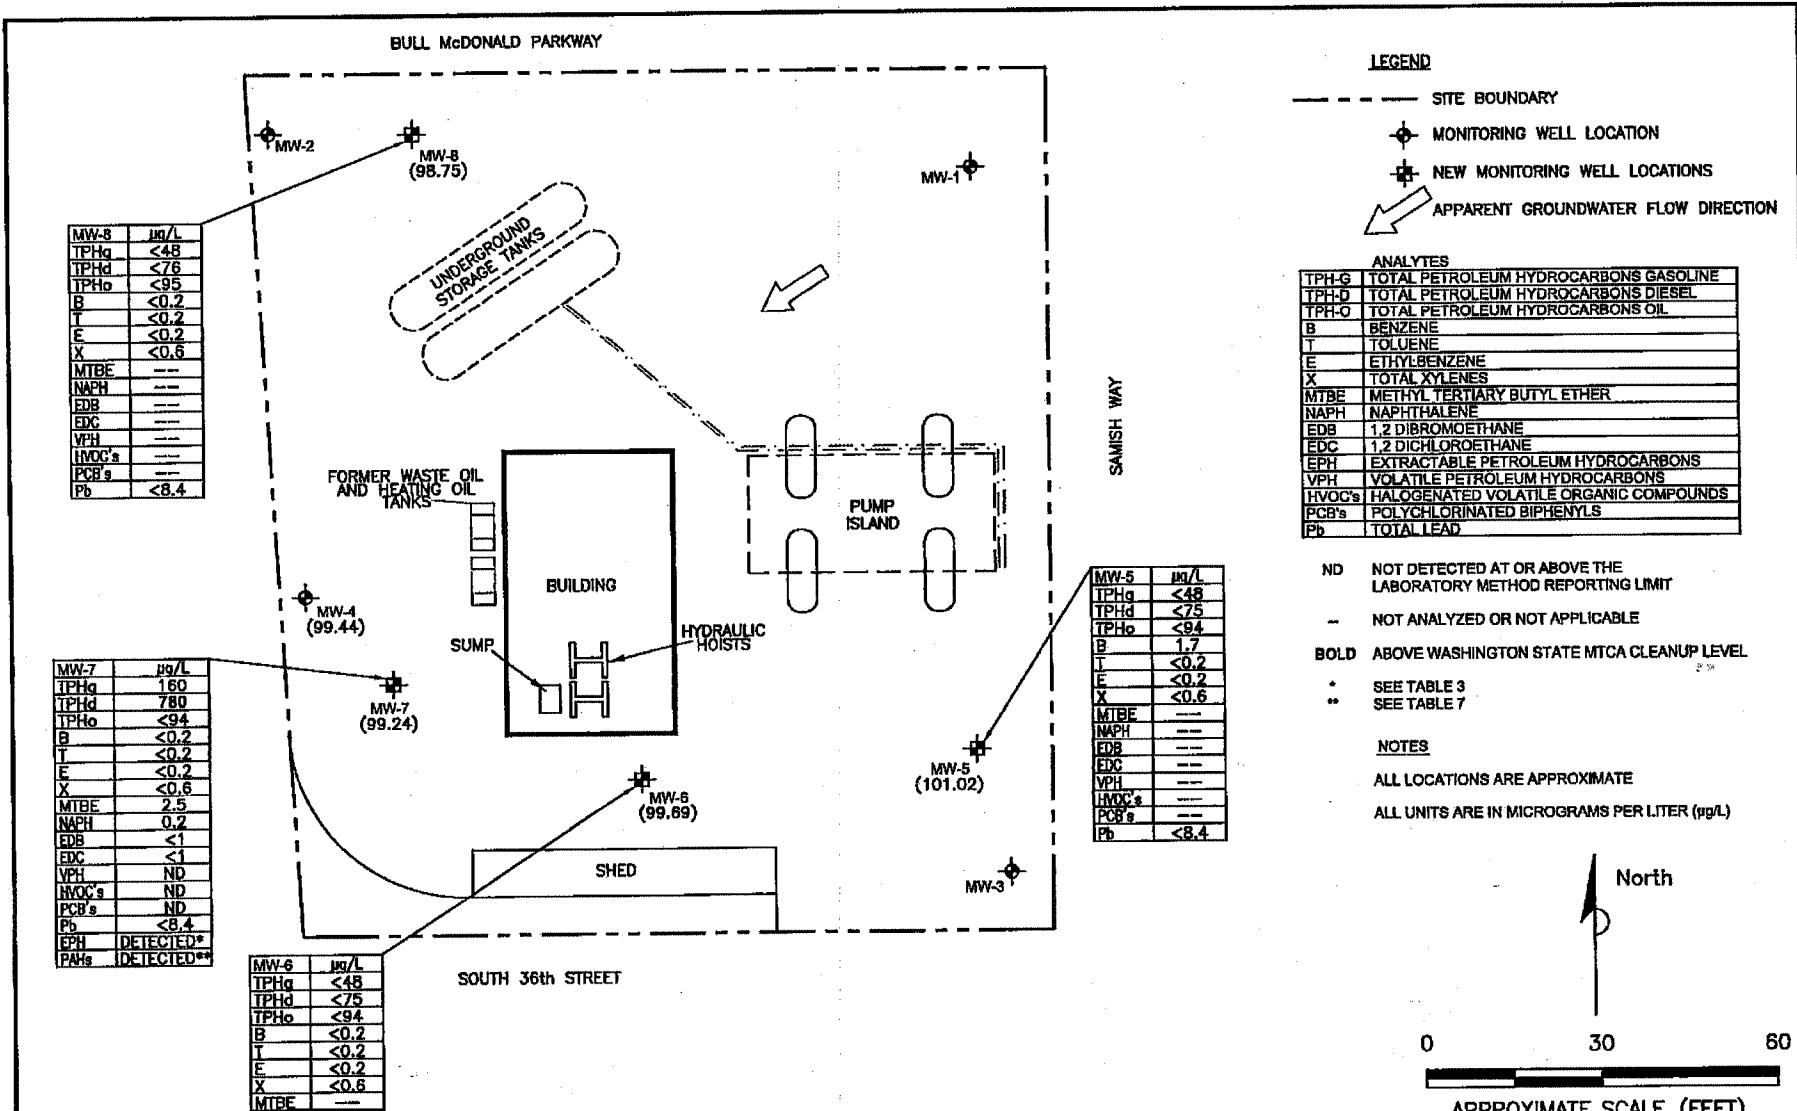 BULL McDONALD PARKWAY
MW-2
MW-8
(98.75)
MW-1
UNDERGROUND
STORAGE TANKS
MW-8 µg/L
TPHg <48
TPHd <76
TPHo <95
B <0.2
T <0.2
E <0.2
X <0.6
MTBE ---
NAPH ---
EDB ---
EDC ---
VPH ---
HVOC's ---
PCB's ---
Pb <8.4
FORMER WASTE OIL
AND HEATING OIL
TANKS
PUMP
ISLAND
SAMISH WAY
BUILDING
MW-4
(99.44)
SUMP
HYDRAULIC
HOISTS
MW-7
(99.24)
MW-7 µg/L
TPHg 160
TPHd 780
TPHo <94
B <0.2
T <0.2
E <0.2
X <0.6
MTBE 2.5
NAPH 0.2
EDB <1
EDC <1
VPH ND
HVOC's ND
PCB's ND
Pb <8.4
EPH DETECTED*
PAHs DETECTED**
MW-5 µg/L
TPHg <48
TPHd <75
TPHo <94
B 1.7
T <0.2
E <0.2
X <0.6
MTBE ---
NAPH ---
EDB ---
EDC ---
VPH ---
HVOC's ---
PCB's ---
Pb <8.4
MW-5
(101.02)
MW-6
(99.69)
SHED
MW-3
SOUTH 36th STREET
MW-6 µg/L
TPHg <48
TPHd <75
TPHo <94
B <0.2
T <0.2
E <0.2
X <0.6
MTBE ---
LEGEND
SITE BOUNDARY
MONITORING WELL LOCATION
NEW MONITORING WELL LOCATIONS
APPARENT GROUNDWATER FLOW DIRECTION
ANALYTES
TPH-G TOTAL PETROLEUM HYDROCARBONS GASOLINE
TPH-D TOTAL PETROLEUM HYDROCARBONS DIESEL
TPH-O TOTAL PETROLEUM HYDROCARBONS OIL
B BENZENE
T TOLUENE
E ETHYLBENZENE
X TOTAL XYLENES
MTBE METHYL TERTIARY BUTYL ETHER
NAPH NAPHTHALENE
EDB 1,2 DIBROMOETHANE
EDC 1,2 DICHLOROETHANE
EPH EXTRACTABLE PETROLEUM HYDROCARBONS
VPH VOLATILE PETROLEUM HYDROCARBONS
HVOC's HALOGENATED VOLATILE ORGANIC COMPOUNDS
PCB's POLYCHLORINATED BIPHENYLS
Pb TOTAL LEAD
ND NOT DETECTED AT OR ABOVE THE
LABORATORY METHOD REPORTING LIMIT
-- NOT ANALYZED OR NOT APPLICABLE
BOLD ABOVE WASHINGTON STATE MTCA CLEANUP LEVEL
* SEE TABLE 3
** SEE TABLE 7
NOTES
ALL LOCATIONS ARE APPROXIMATE
ALL UNITS ARE IN MICROGRAMS PER LITER (µg/L)
North
0 30 60
APPROXIMATE SCALE (FEET)